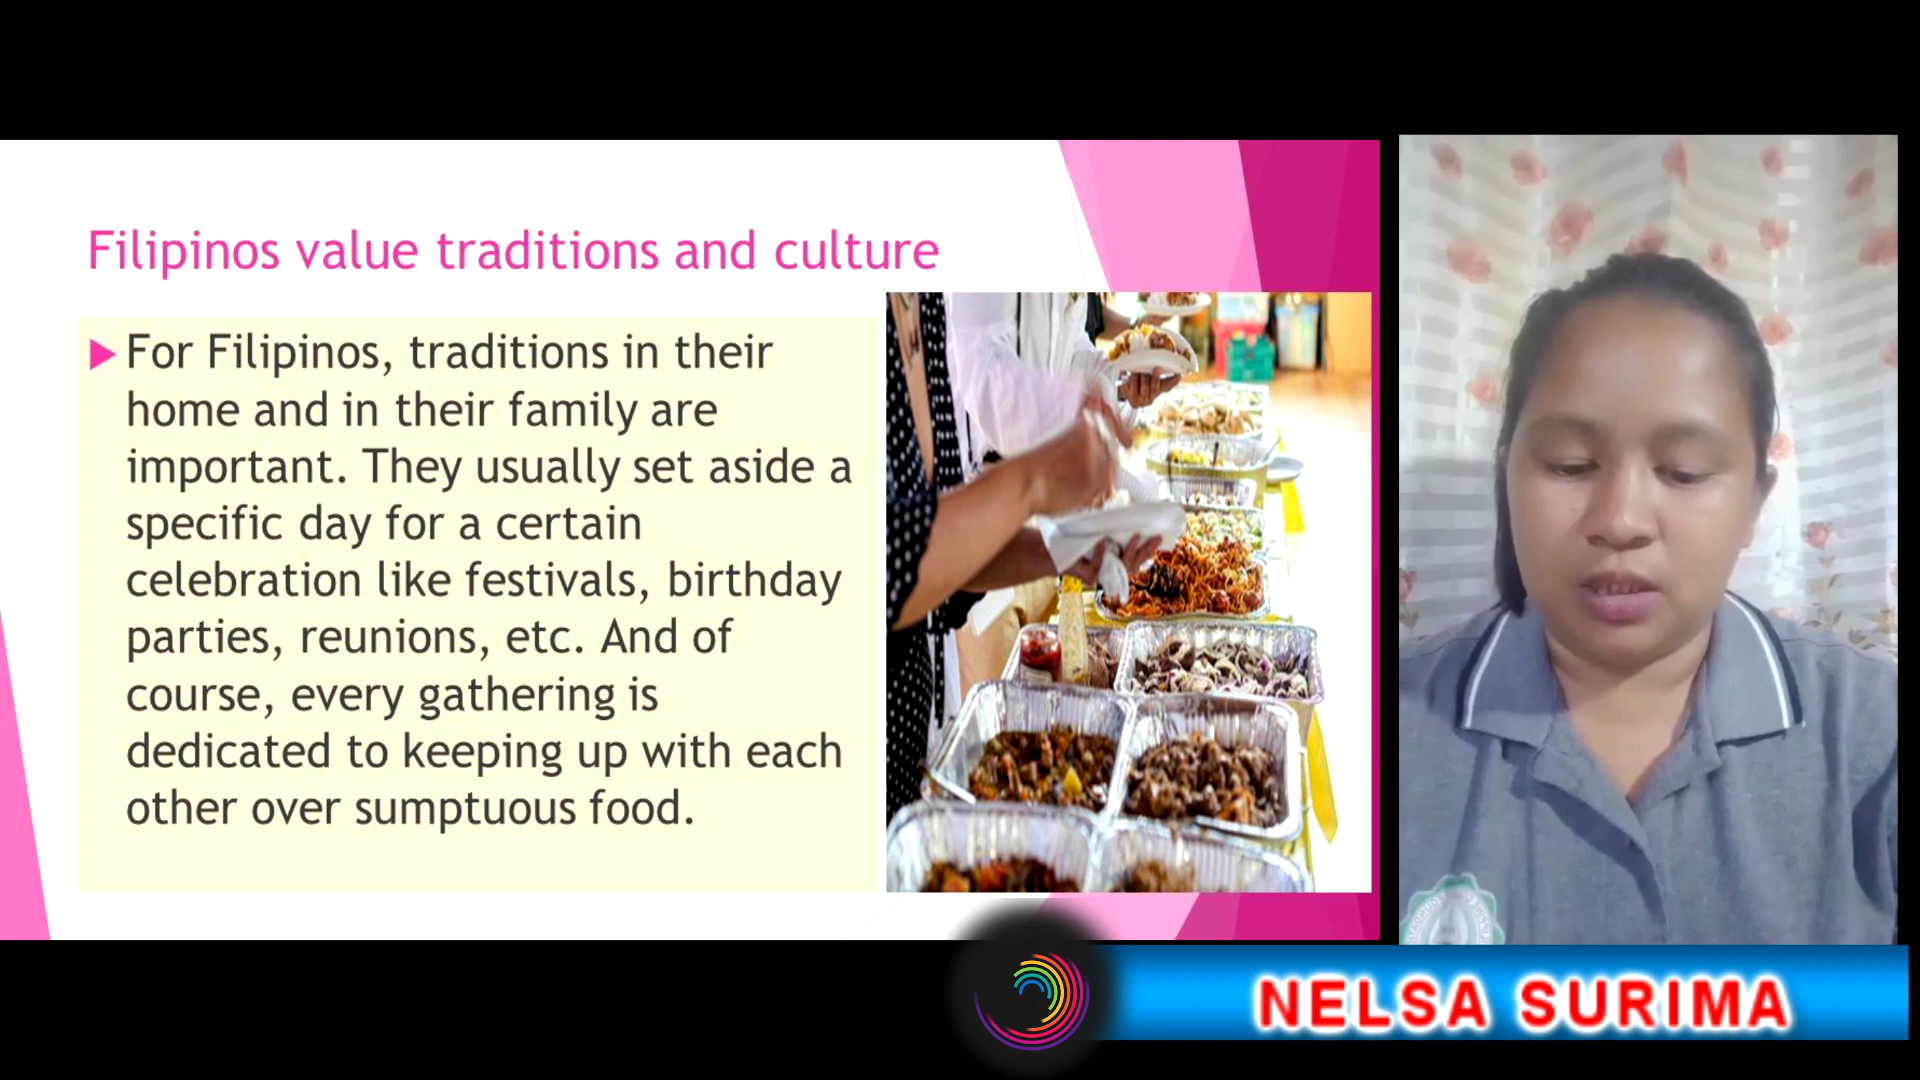 Filipinos value traditions and culture
For Filipinos, traditions in their
home and in their family are
important. They usually set aside a
specific day for a certain
celebration like festivals, birthday
parties, reunions, etc. And of
course, every gathering is
dedicated to keeping up with each
other over sumptuous food.
NELSA SURIMA